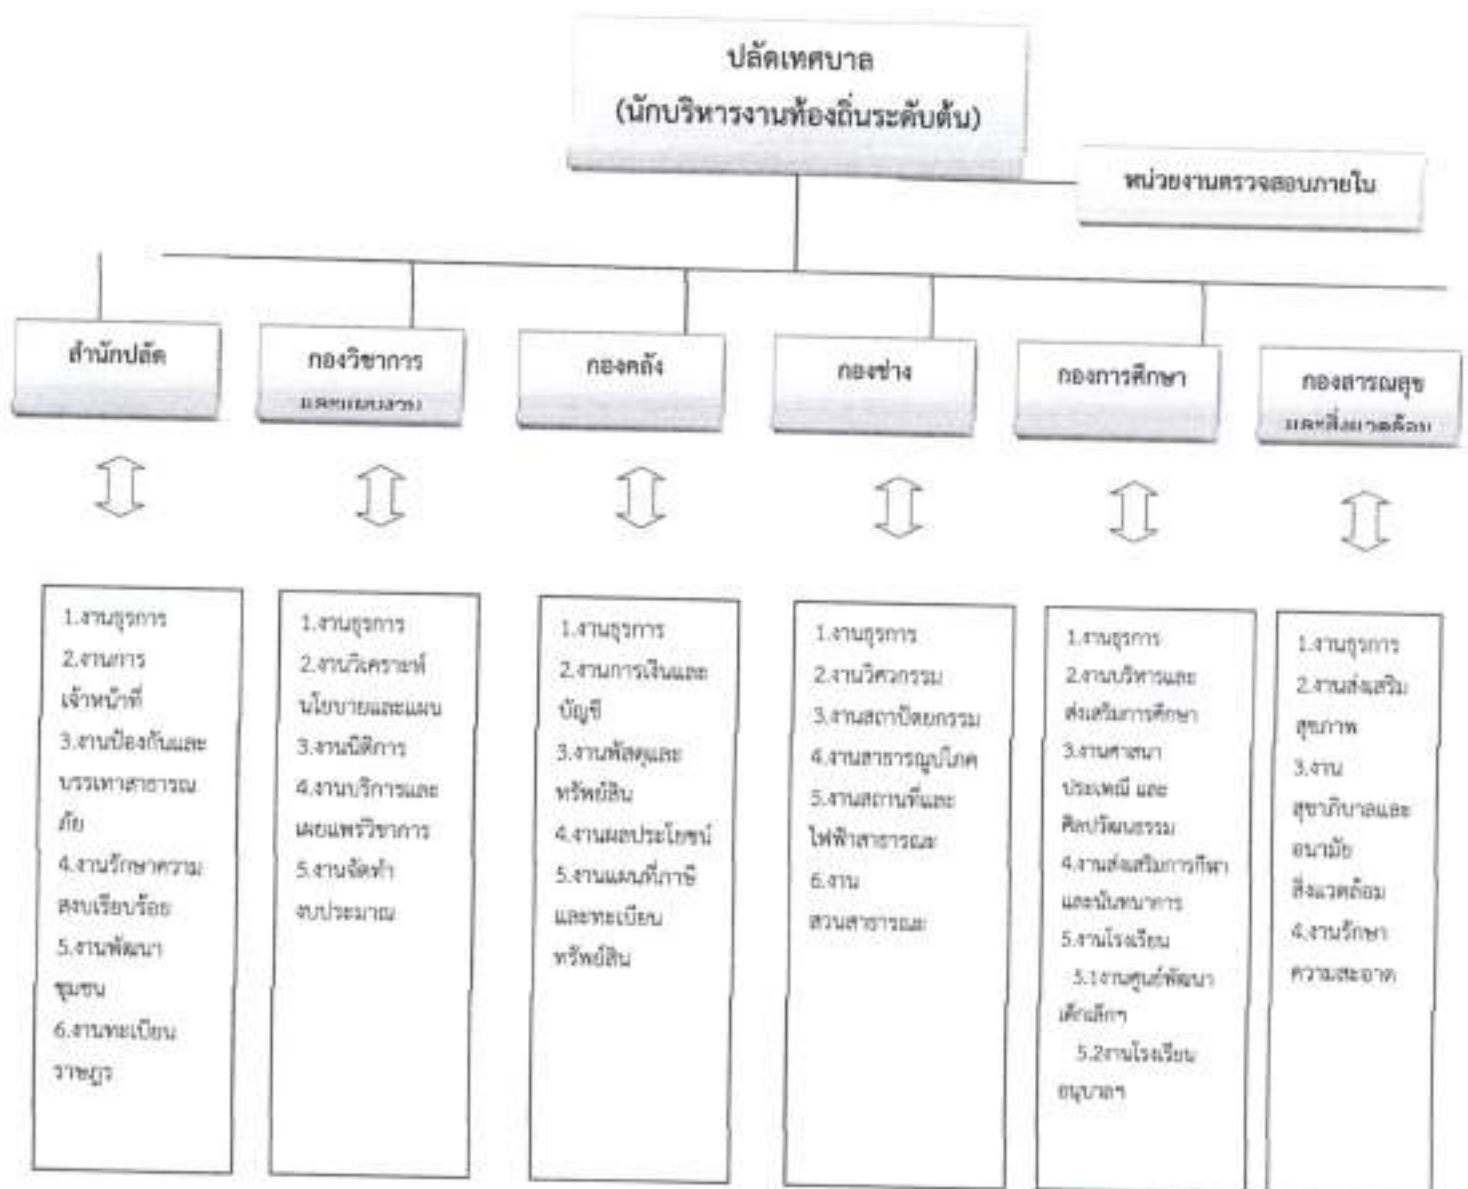 ปลัดเทศบาล
(นักบริหารงานท้องถิ่นระดับต้น)
หน่วยงานตรวจสอบภายใน
สำนักปลัด
กองวิชาการ
และแผนงาน
กองคลัง
กองช่าง
กองการศึกษา
กองสารณสุข
และสิ่งแวดล้อม
1.งานธุรการ
2.งานการ
เจ้าหน้าที่
3.งานป้องกันและ
บรรเทาสาธารณ
ภัย
4.งานรักษาความ
สงบเรียบร้อย
5.งานพัฒนา
ชุมชน
6.งานทะเบียน
ราษฎร
1.งานธุรการ
2.งานวิเคราะห์
นโยบายและแผน
3.งานนิติการ
4.งานบริการและ
เผยแพร่วิชาการ
5.งานจัดทำ
งบประมาณ
1.งานธุรการ
2.งานการเงินและ
บัญชี
3.งานพัสดุและ
ทรัพย์สิน
4.งานผลประโยชน์
5.งานแผนที่ภาษี
และทะเบียน
ทรัพย์สิน
1.งานธุรการ
2.งานวิศวกรรม
3.งานสถาปัตยกรรม
4.งานสาธารณูปโภค
5.งานสถานที่และ
ไฟฟ้าสาธารณะ
6.งาน
สวนสาธารณะ
1.งานธุรการ
2.งานบริหารและ
ส่งเสริมการศึกษา
3.งานศาสนา
ประเพณี และ
ศิลปวัฒนธรรม
4.งานส่งเสริมการกีฬา
และนันทนาการ
5.งานโรงเรียน
5.1งานศูนย์พัฒนา
เด็กเล็กฯ
5.2งานโรงเรียน
อนุบาลฯ
1.งานธุรการ
2.งานส่งเสริม
สุขภาพ
3.งาน
สุขาภิบาลและ
อนามัย
สิ่งแวดล้อม
4.งานรักษา
ความสะอาด